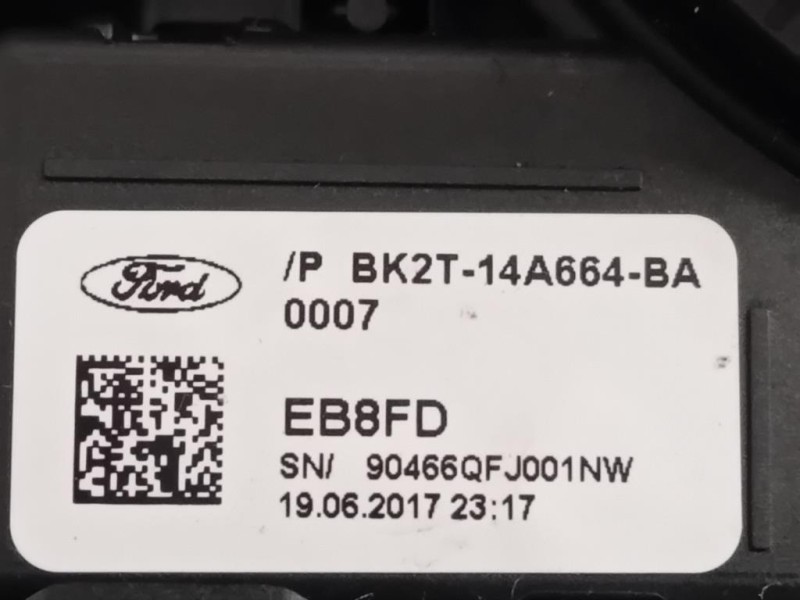 Ford
/P BK2T-14A664-BA
0007
EB8FD
SN/ 90466QFJ001NW
19.06.2017 23:17